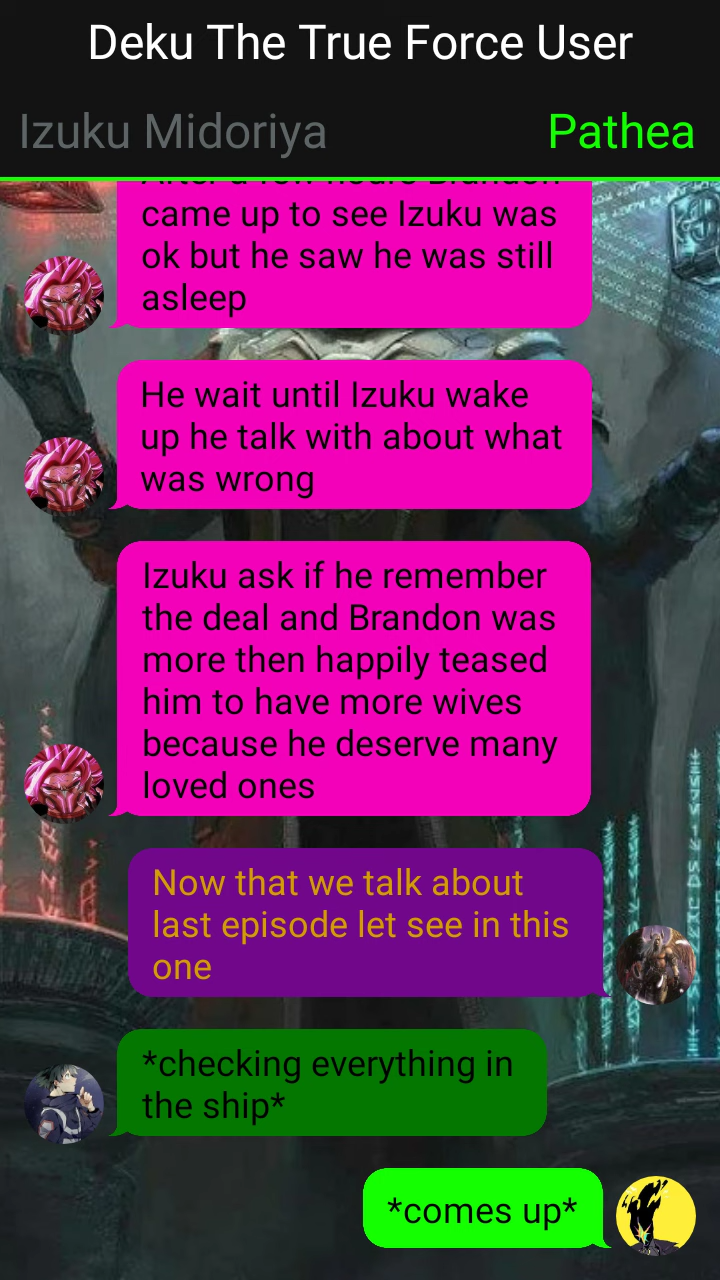 Deku The True Force User
Izuku Midoriya
Pathea
After a few hours Brandon
came up to see Izuku was
ok but he saw he was still
asleep
He wait until Izuku wake
up he talk with about what
was wrong
Izuku ask if he remember
the deal and Brandon was
more then happily teased
him to have more wives
because he deserve many
loved ones
Now that we talk about
last episode let see in this
one
*checking everything in
the ship*
*comes up*